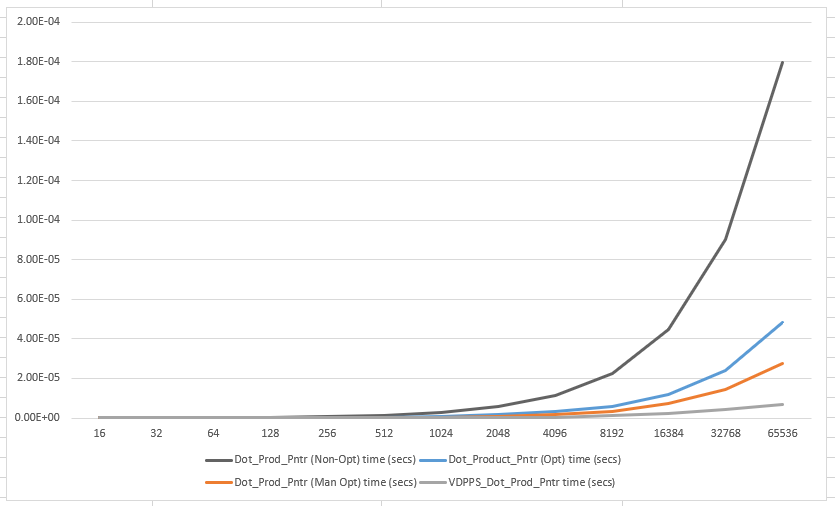 2.00E-04
1.80E-04
1.60E-04
1.40E-04
1.20E-04
1.00E-04
8.00E-05
6.00E-05
4.00E-05
2.00E-05
0.00E+00
16 32 64 128 256 512 1024 2048 4096 8192 16384 32768 65536
Dot_Prod_Pntr (Non-Opt) time (secs) Dot_Product_Pntr (Opt) time (secs)
Dot_Prod_Pntr (Man Opt) time (secs) VDPPS_Dot_Prod_Pntr time (secs)